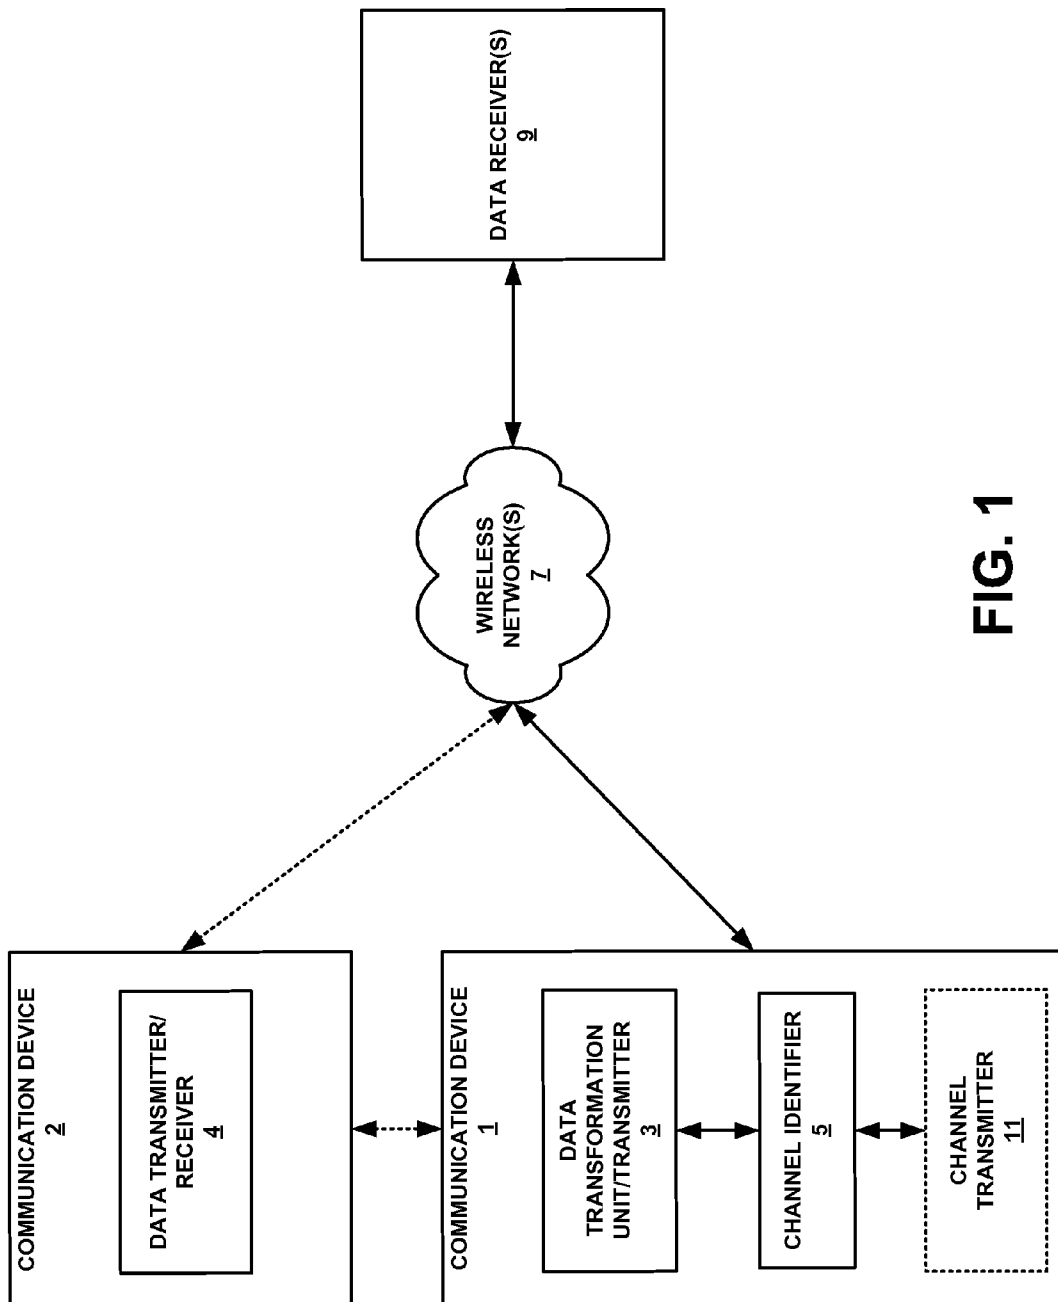 COMMUNICATION DEVICE
2
DATA TRANSMITTER/
RECEIVER
4
COMMUNICATION DEVICE
1
DATA
TRANSFORMATION
UNIT/TRANSMITTER
3
CHANNEL IDENTIFIER
5
CHANNEL
TRANSMITTER
11
WIRELESS
NETWORK(S)
7
DATA RECEIVER(S)
9
FIG. 1